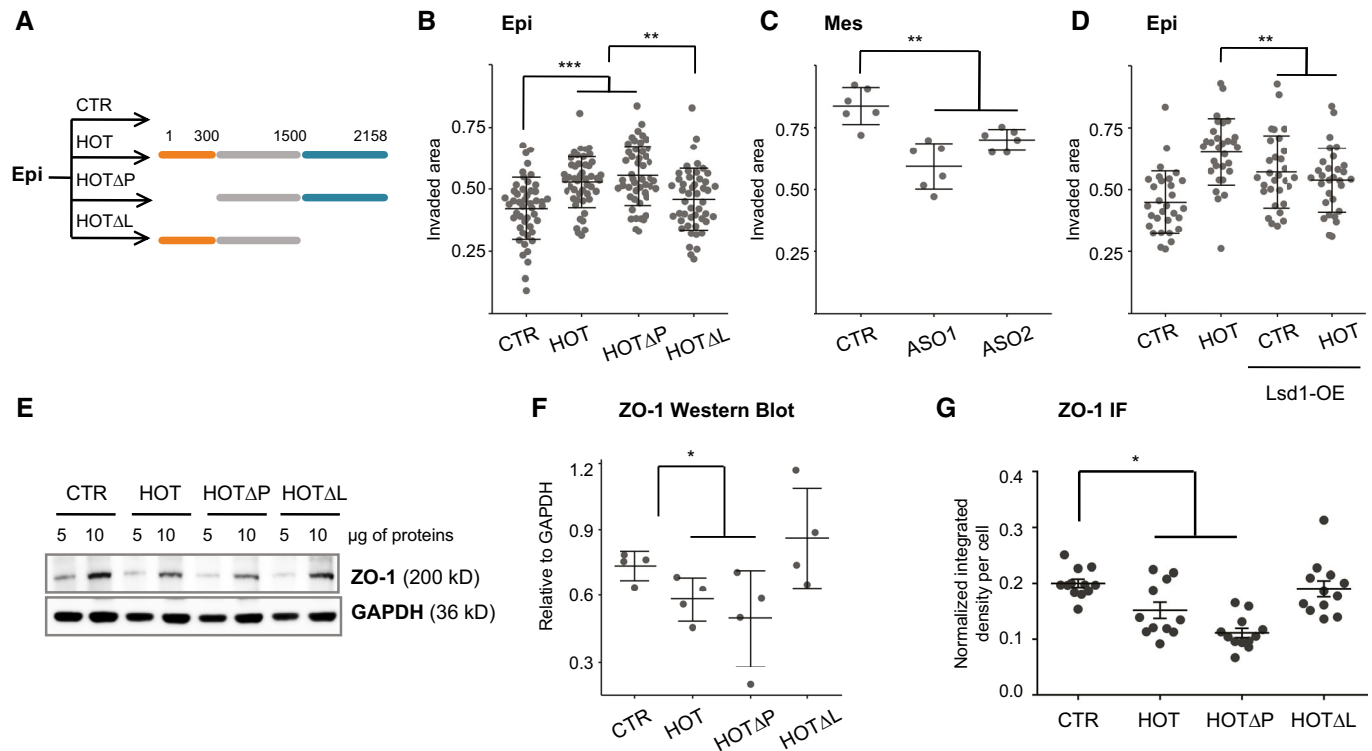 A
CTR
HOT
HOTΔP
HOTΔL
Epi
1 300 1500 2158
B Epi
*** **
Invaded area
0.75
0.50
0.25
CTR HOT HOTΔP HOTΔL
C Mes
**
Invaded area
0.75
0.50
0.25
CTR ASO1 ASO2
D Epi
**
Invaded area
0.75
0.50
0.25
CTR HOT CTR HOT
Lsd1-OE
E
CTR HOT HOTΔP HOTΔL
5 10 5 10 5 10 5 10 µg of proteins
ZO-1 (200 kD)
GAPDH (36 kD)
F ZO-1 Western Blot
*
Relative to GAPDH
1.2
0.9
0.6
0.3
CTR HOT HOTΔP HOTΔL
G ZO-1 IF
*
Normalized integrated
density per cell
0.4
0.3
0.2
0.1
0.0
CTR HOT HOTΔP HOTΔL